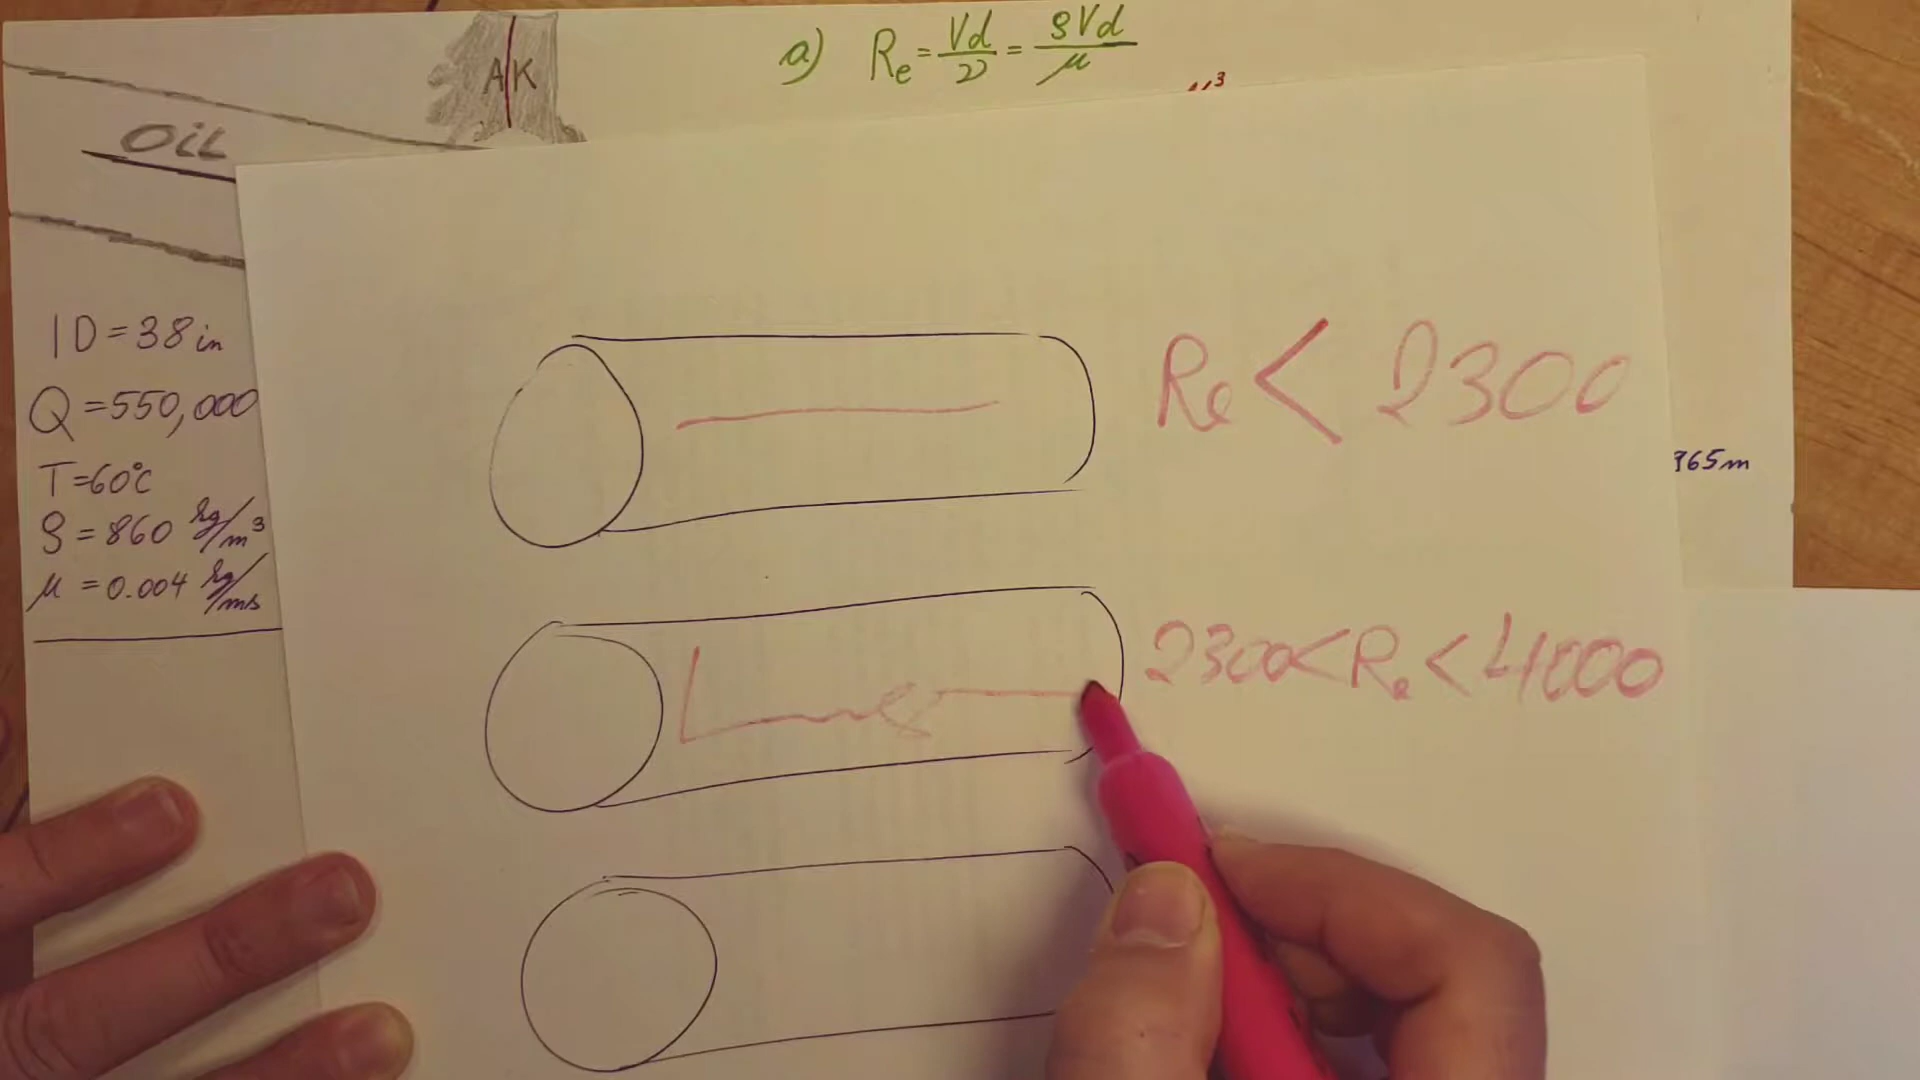 a) Re = Vd/ν = ρVd/μ
A K
OIL
ID = 38 in
Q = 550,000
T = 60°C
ρ = 860 kg/m³
μ = 0.004 kg/ms
Re < 2300
965m
2300 < Re < 4000